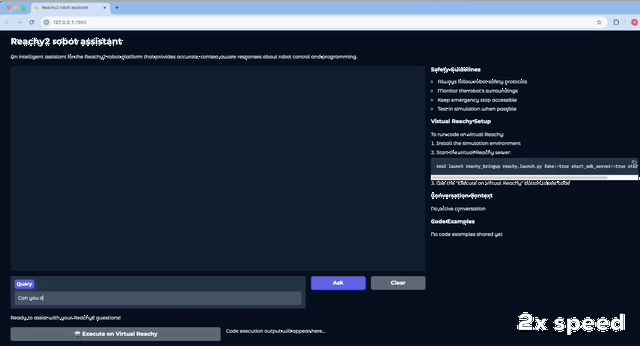 Reachy2 robot assistant
127.0.0.1:7860
Reachy2 robot assistant
An intelligent assistant for the Reachy2 robot platform that provides accurate, context-aware responses about robot control and programming.
Safety Guidelines
Always follow robot safety protocols
Monitor the robot's surroundings
Keep emergency stop accessible
Test in simulation when possible
Virtual Reachy Setup
To run code on Virtual Reachy:
1. Install the simulation environment
2. Start the virtual Reachy server:
ros2 launch reachy_bringup reachy.launch.py fake:=true start_sdk_server:=true
3. Use the "Execute on Virtual Reachy" button
Conversation Context
No active conversation
Code Examples
No code examples shared yet
Query
Can you d
Ask
Clear
Ready to assist with your Reachy2 questions!
Execute on Virtual Reachy
Code execution output will appear here...
2x speed